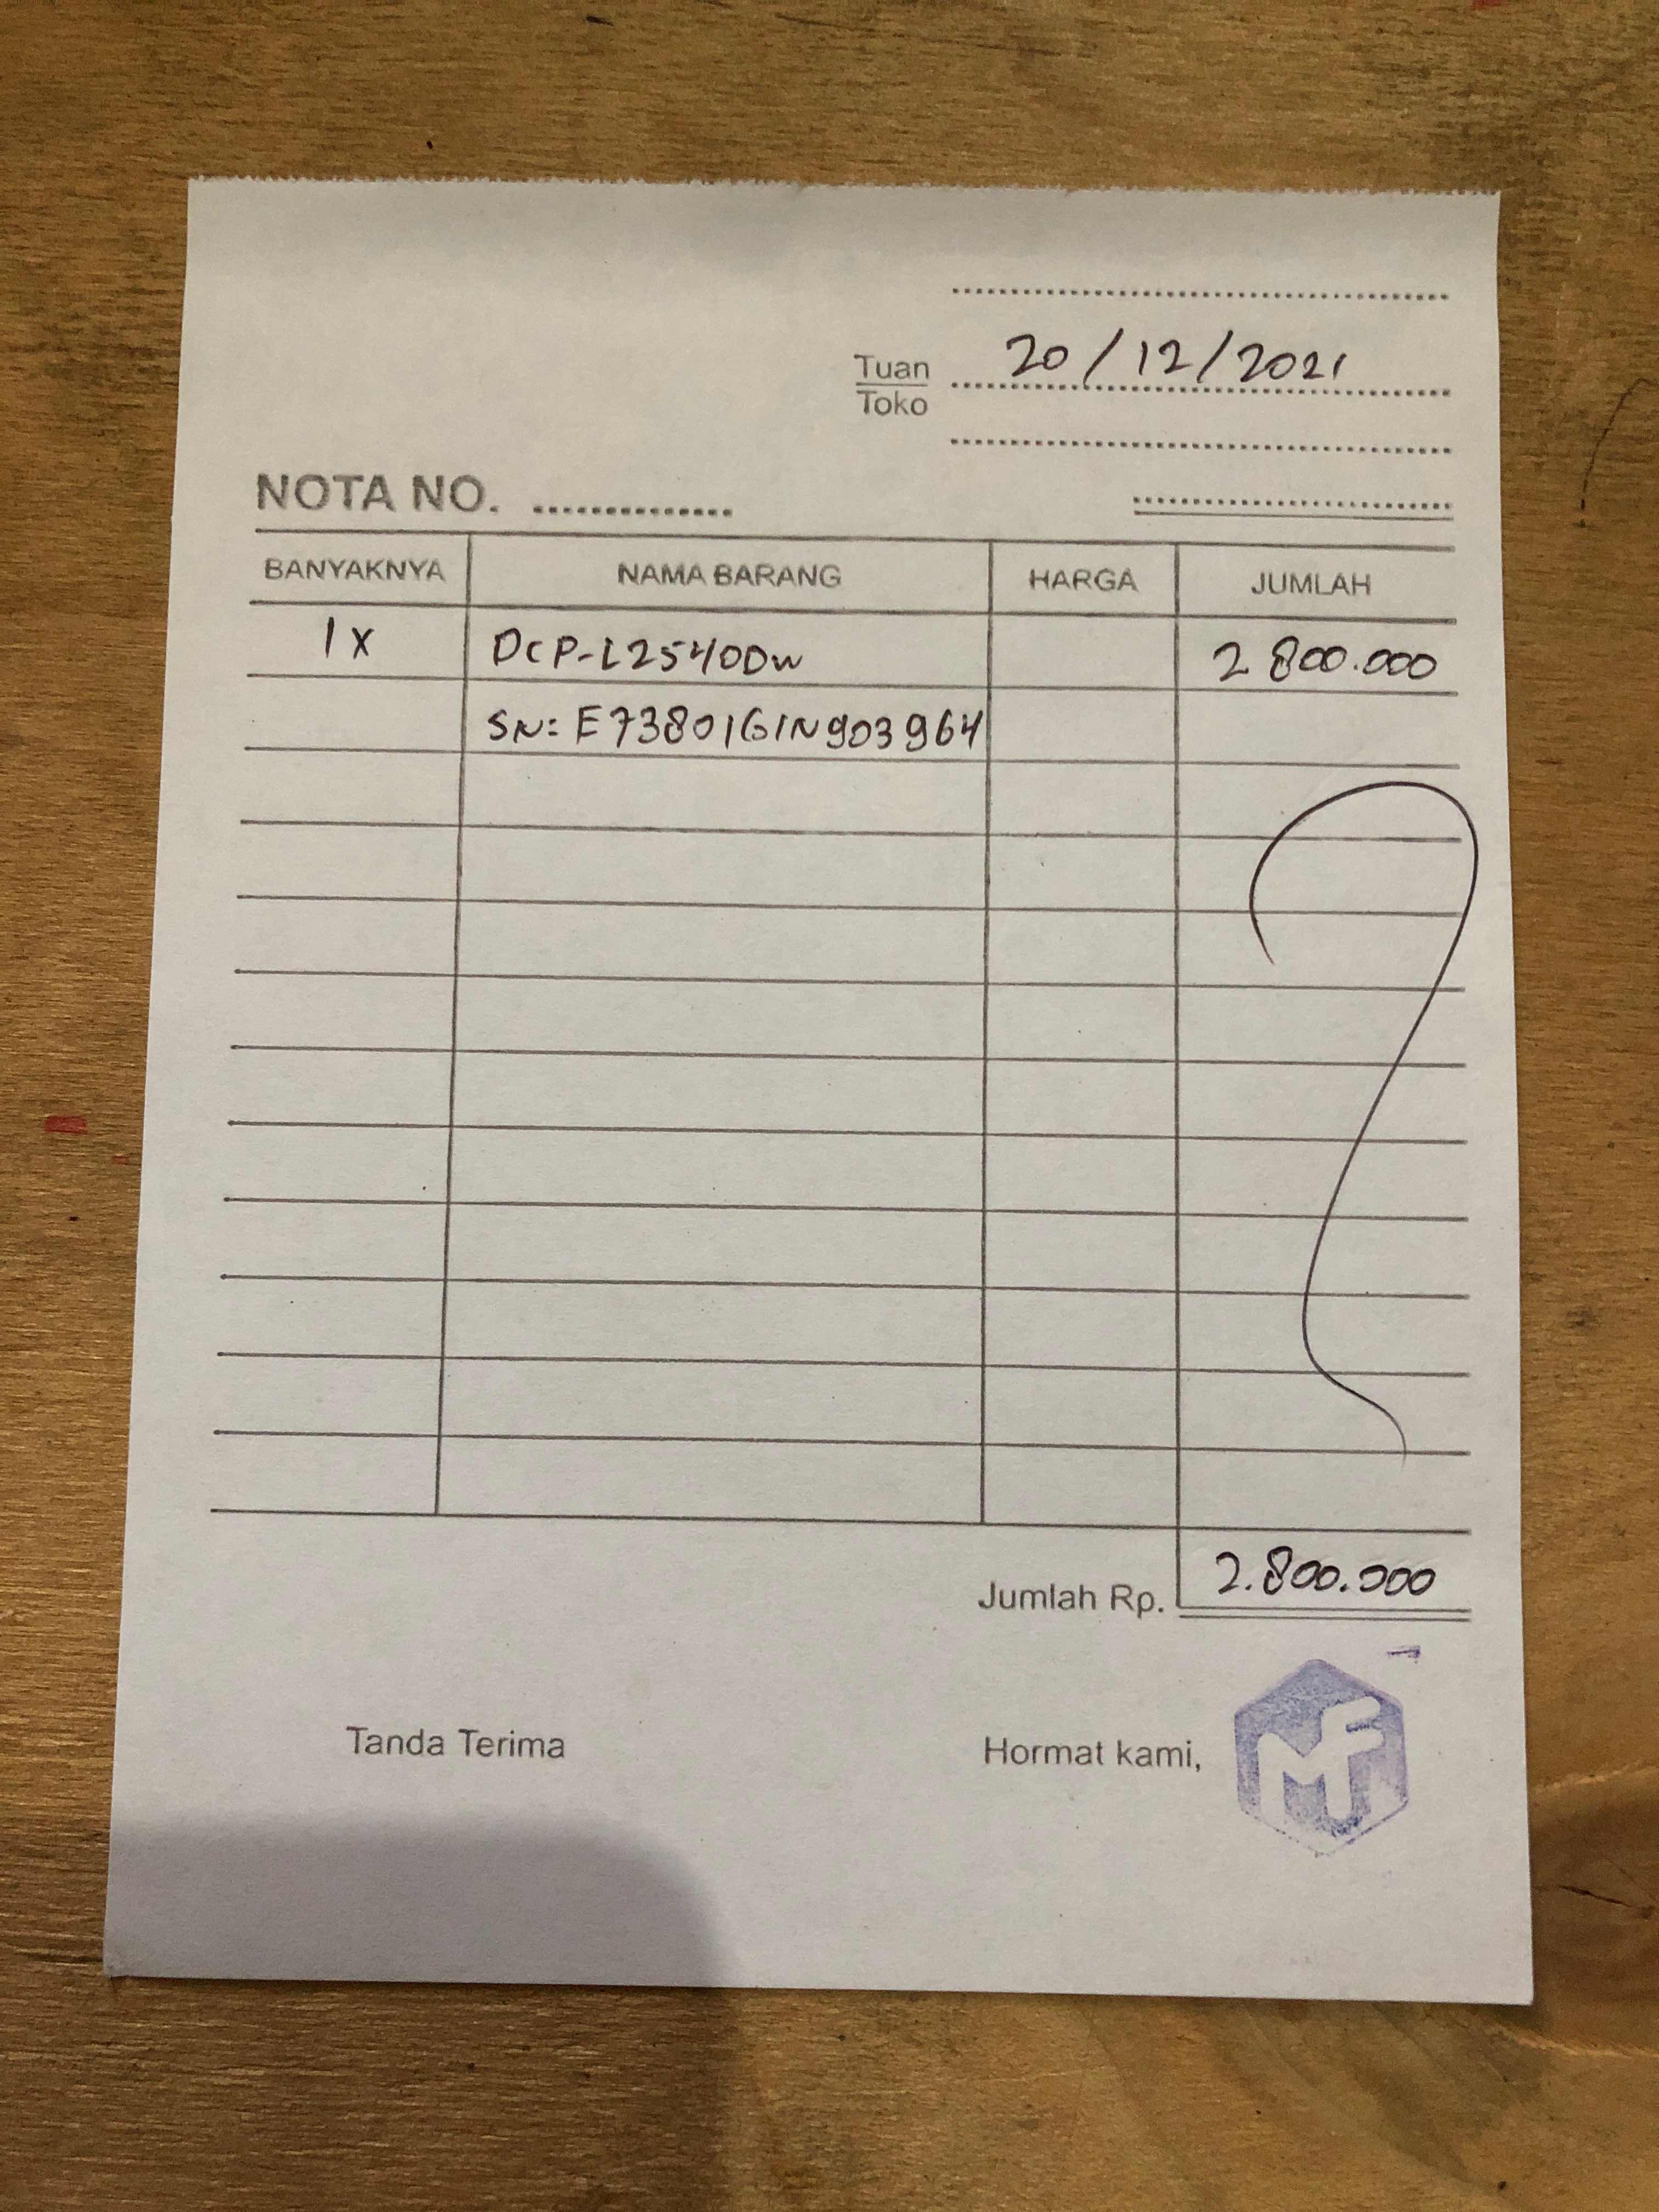 20/12/2021
Tuan
Toko
NOTA NO. ..............
BANYAKNYA NAMA BARANG HARGA JUMLAH
1x DCP-L2540DW 2 800.000
SN: E73801G1N903964
Jumlah Rp. 2.800.000
Tanda Terima Hormat kami,
MF